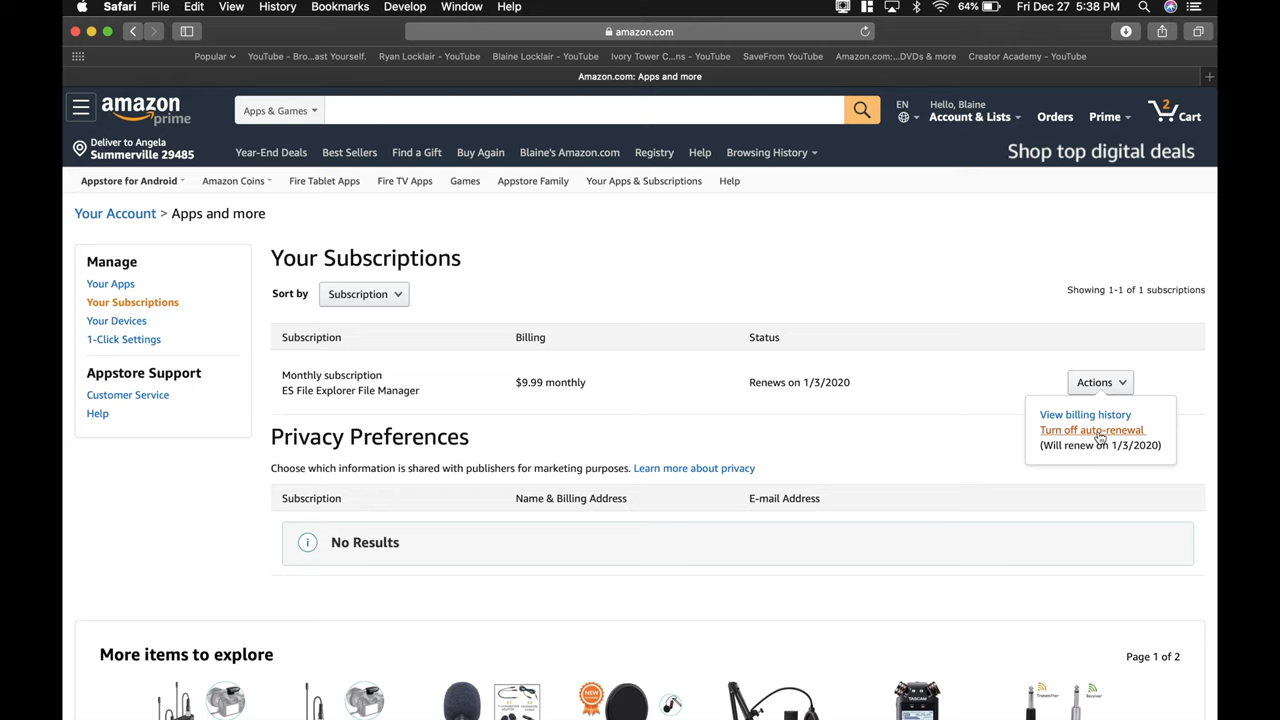 Safari File Edit View History Bookmarks Develop Window Help 64% Fri Dec 27 5:38 PM
amazon.com
Popular YouTube - Bro...ast Yourself. Ryan Locklair - YouTube Blaine Locklair - YouTube Ivory Tower C...ns - YouTube SaveFrom YouTube Amazon.com:...DVDs & more Creator Academy - YouTube
Amazon.com: Apps and more
amazon prime Apps & Games EN Hello, Blaine Account & Lists Orders Prime 2 Cart
Deliver to Angela
Summerville 29485
Year-End Deals Best Sellers Find a Gift Buy Again Blaine's Amazon.com Registry Help Browsing History Shop top digital deals
Appstore for Android Amazon Coins Fire Tablet Apps Fire TV Apps Games Appstore Family Your Apps & Subscriptions Help
Your Account > Apps and more
Manage
Your Apps
Your Subscriptions
Your Devices
1-Click Settings
Appstore Support
Customer Service
Help
Your Subscriptions
Sort by Subscription Showing 1-1 of 1 subscriptions
Subscription Billing Status
Monthly subscription
ES File Explorer File Manager
$9.99 monthly Renews on 1/3/2020 Actions
View billing history
Turn off auto-renewal
(Will renew on 1/3/2020)
Privacy Preferences
Choose which information is shared with publishers for marketing purposes. Learn more about privacy
Subscription Name & Billing Address E-mail Address
i No Results
More items to explore Page 1 of 2
NEW
TASCAM